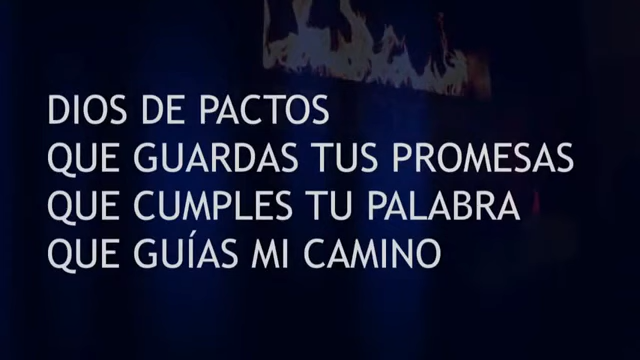 DIOS DE PACTOS
QUE GUARDAS TUS PROMESAS
QUE CUMPLES TU PALABRA
QUE GUÍAS MI CAMINO